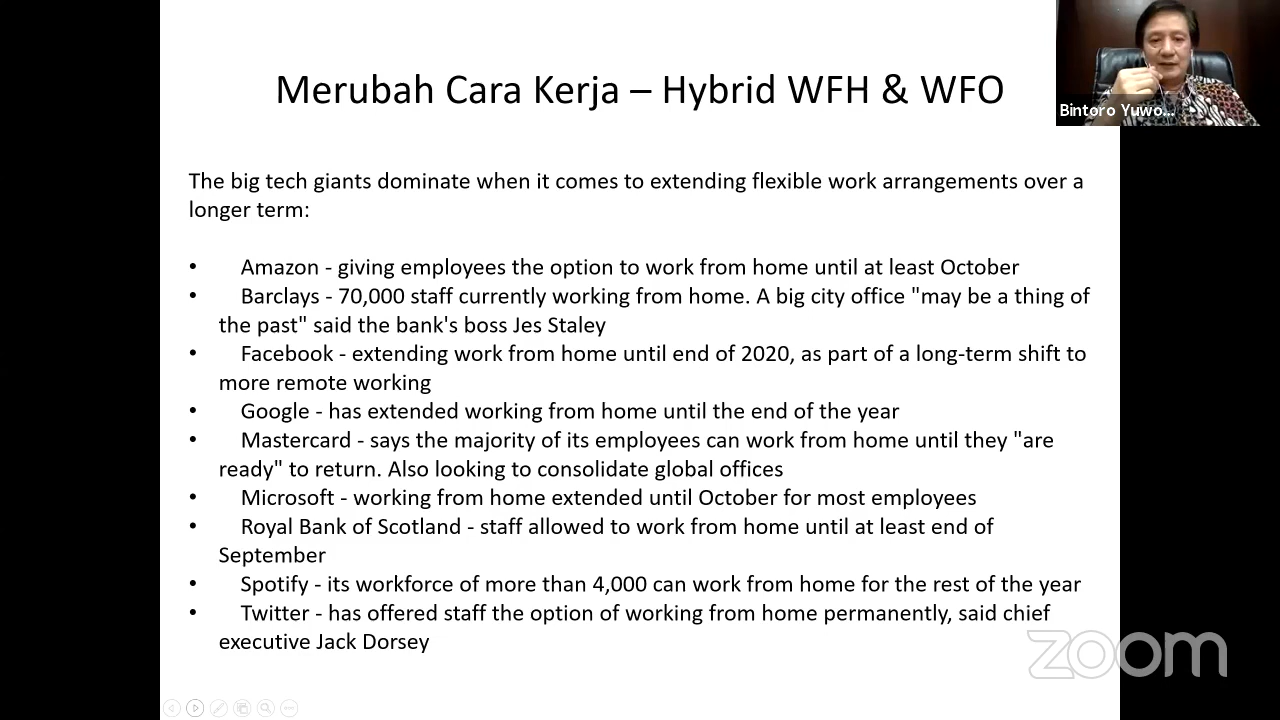 Merubah Cara Kerja – Hybrid WFH & WFO
Bintoro Yuwo...
The big tech giants dominate when it comes to extending flexible work arrangements over a
longer term:
• Amazon - giving employees the option to work from home until at least October
• Barclays - 70,000 staff currently working from home. A big city office "may be a thing of
the past" said the bank's boss Jes Staley
• Facebook - extending work from home until end of 2020, as part of a long-term shift to
more remote working
• Google - has extended working from home until the end of the year
• Mastercard - says the majority of its employees can work from home until they "are
ready" to return. Also looking to consolidate global offices
• Microsoft - working from home extended until October for most employees
• Royal Bank of Scotland - staff allowed to work from home until at least end of
September
• Spotify - its workforce of more than 4,000 can work from home for the rest of the year
• Twitter - has offered staff the option of working from home permanently, said chief
executive Jack Dorsey
zoom